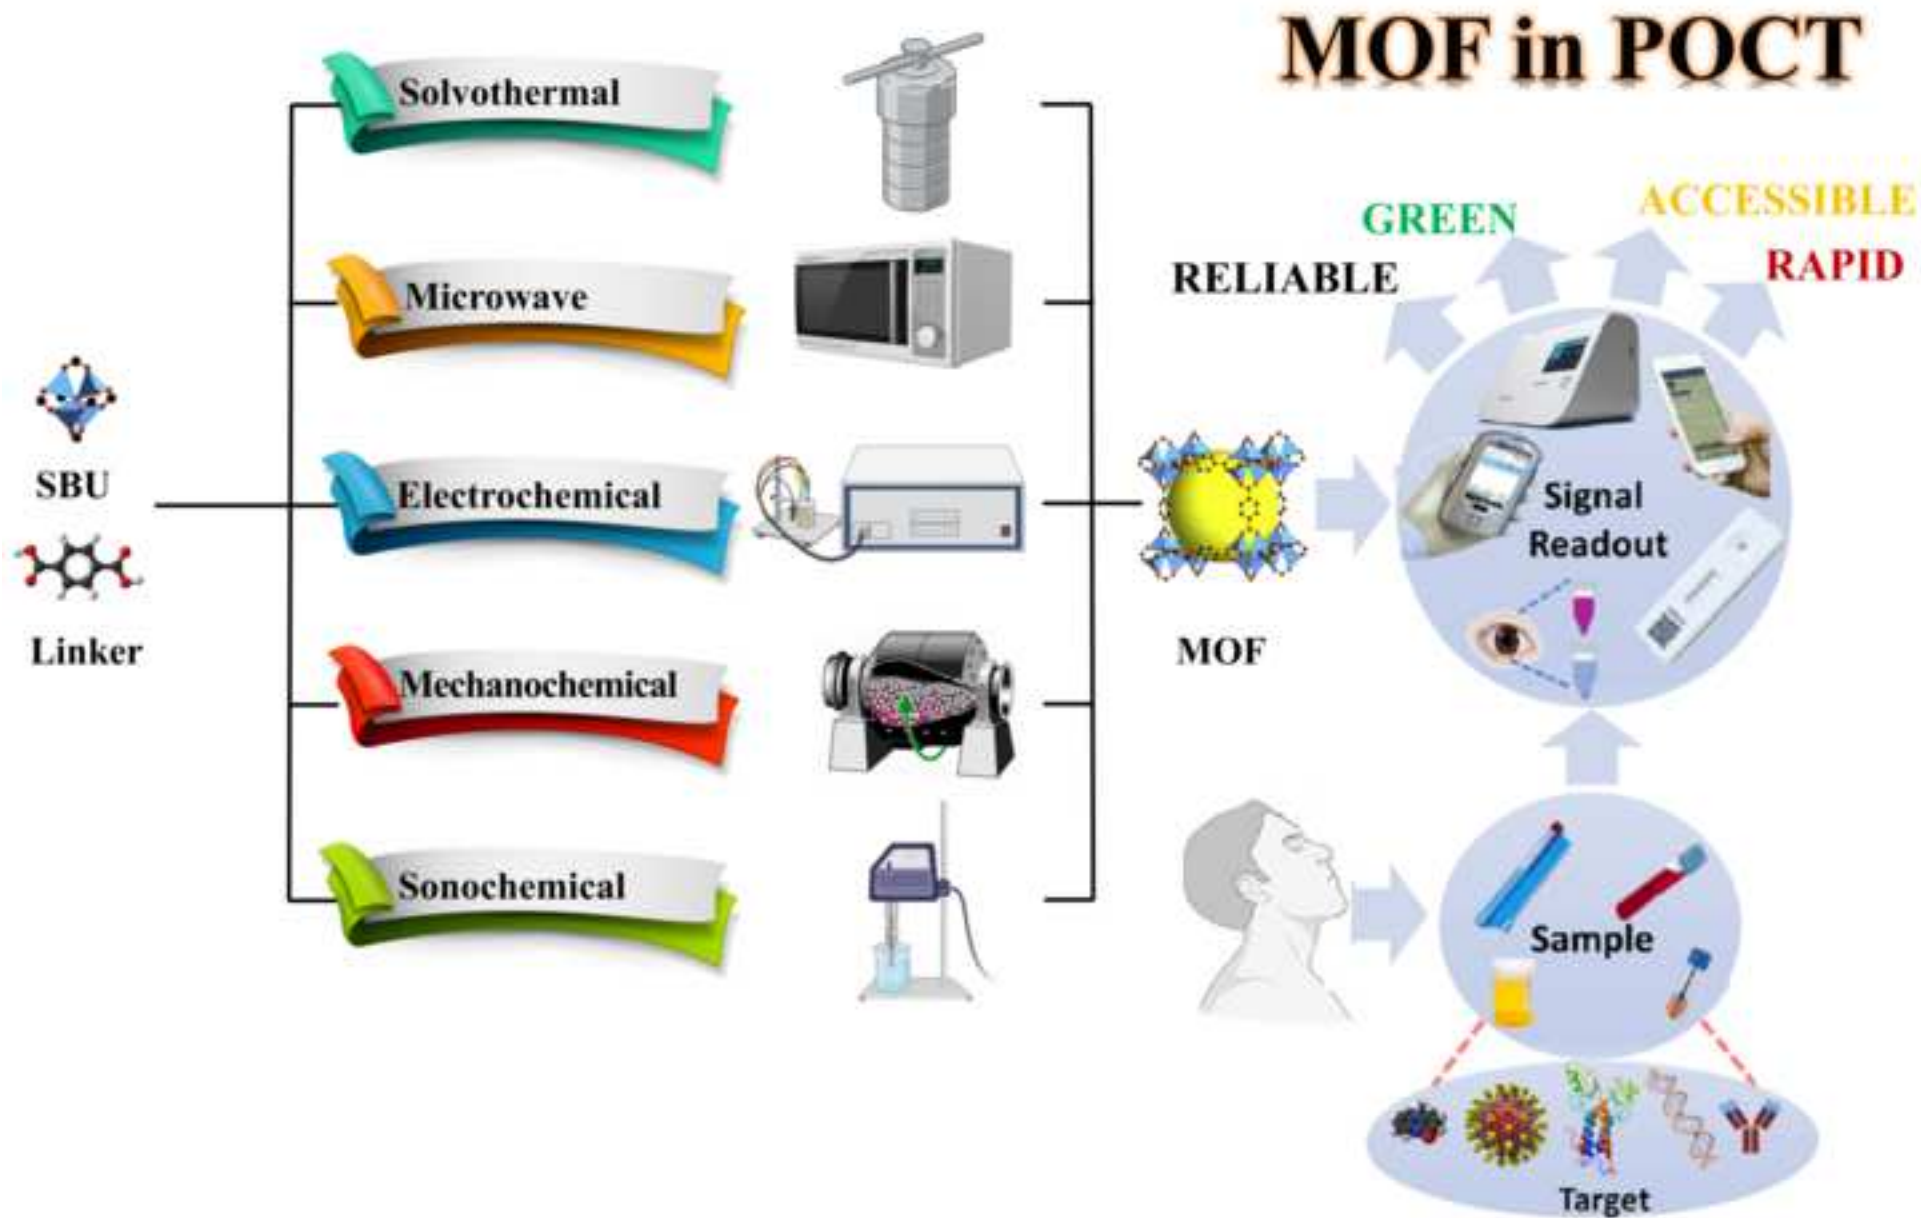 MOF in POCT
Solvothermal
Microwave
Electrochemical
Mechanochemical
Sonochemical
SBU
Linker
MOF
RELIABLE
GREEN
ACCESSIBLE
RAPID
Signal
Readout
Sample
Target